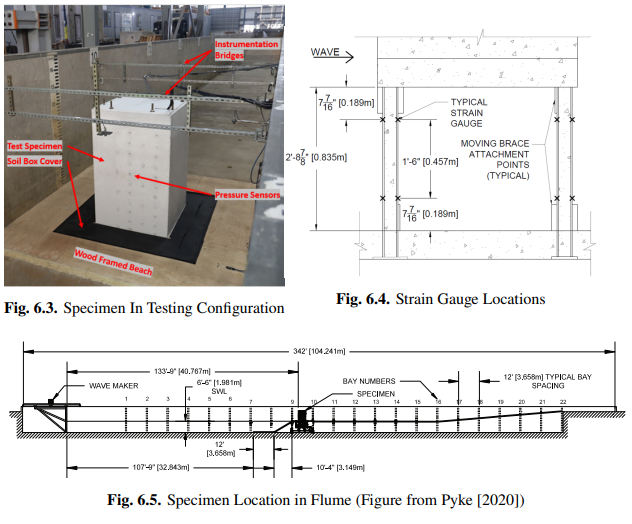 Instrumentation
Bridges
Test Specimen
Soil Box Cover
Pressure Sensors
Wood Framed Beach
Fig. 6.3. Specimen In Testing Configuration
WAVE
7 7/16" [0.189m]
TYPICAL
STRAIN
GAUGE
MOVING BRACE
ATTACHMENT
POINTS
(TYPICAL)
2'-8 7/8" [0.835m]
1'-6" [0.457m]
7 7/16" [0.189m]
Fig. 6.4. Strain Gauge Locations
342' [104.241m]
133'-9" [40.767m]
12' [3.658m] TYPICAL BAY
SPACING
WAVE MAKER
6'-6" [1.981m]
SWL
BAY NUMBERS
SPECIMEN
1 2 3 4 5 6 7 8 9 10 11 12 13 14 15 16 17 18 19 20 21 22
12'
[3.658m]
107'-9" [32.843m]
10'-4" [3.149m]
Fig. 6.5. Specimen Location in Flume (Figure from Pyke [2020])